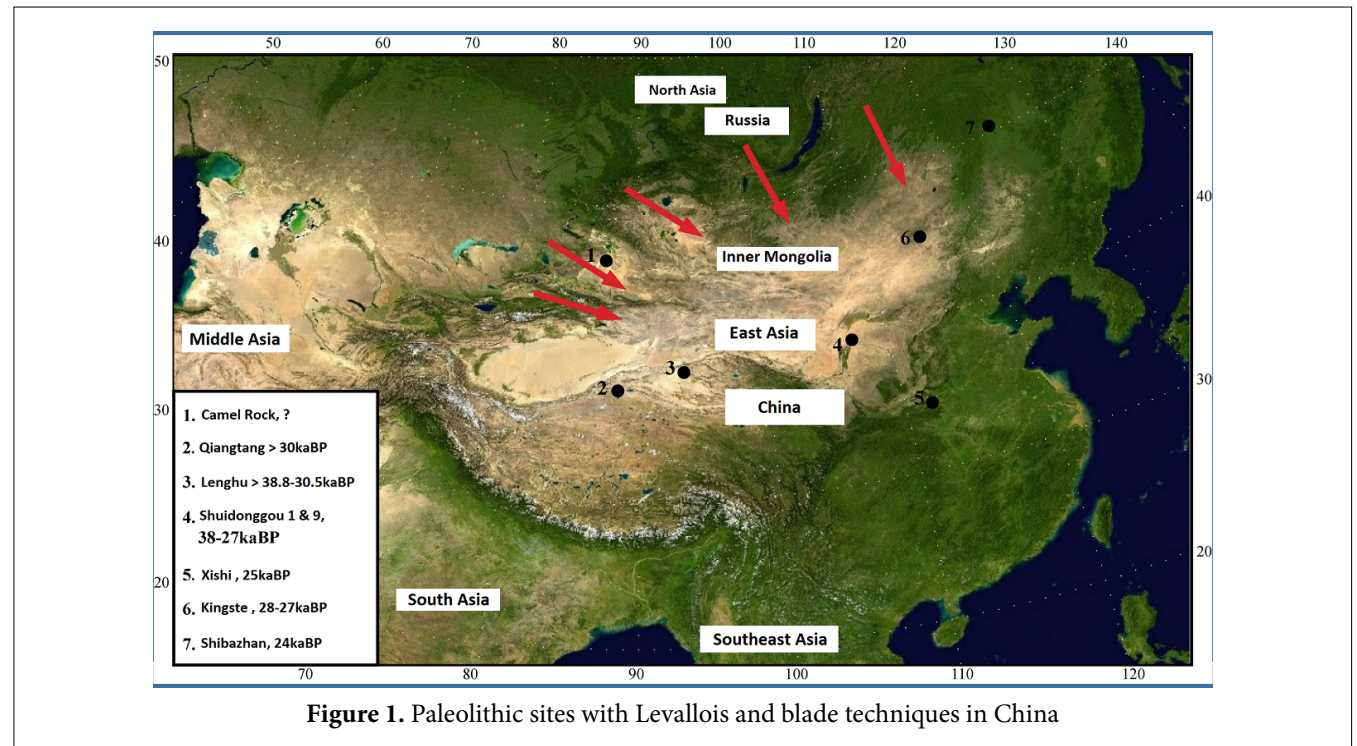 50 60 70 80 90 100 110 120 130 140
50
North Asia
Russia
7
40
1
6
40
Inner Mongolia
East Asia
Middle Asia
4
3
2
30
China
5
30
1. Camel Rock, ?
2. Qiangtang > 30kaBP
3. Lenghu > 38.8-30.5kaBP
4. Shuidonggou 1 & 9,
38-27kaBP
5. Xishi , 25kaBP
6. Kingste , 28-27kaBP
7. Shibazhan, 24kaBP
20
20
South Asia
Southeast Asia
70 80 90 100 110 120
Figure 1. Paleolithic sites with Levallois and blade techniques in China